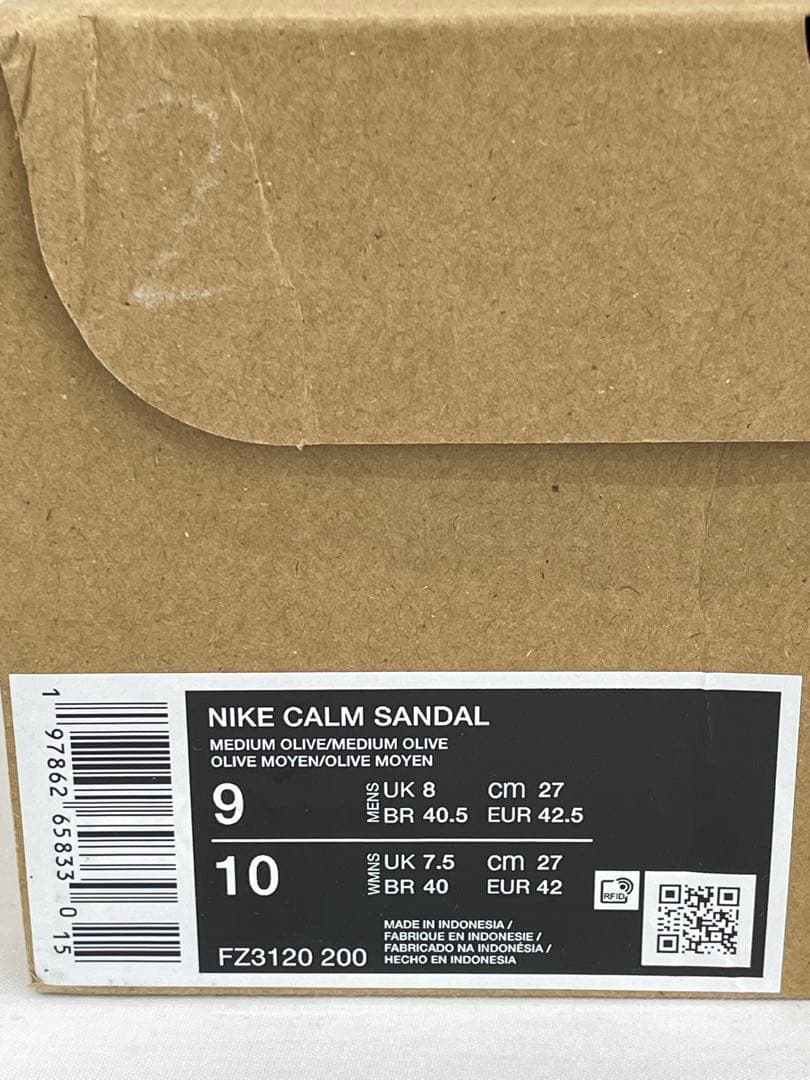 2
NIKE CALM SANDAL
MEDIUM OLIVE/MEDIUM OLIVE
OLIVE MOYEN/OLIVE MOYEN
9 MENS UK 8 cm 27
BR 40.5 EUR 42.5
10 WMNS UK 7.5 cm 27
BR 40 EUR 42
RFID
FZ3120 200
MADE IN INDONESIA /
FABRIQUE EN INDONESIE /
FABRICADO NA INDONÉSIA /
HECHO EN INDONESIA
1 97862 65833 0 15